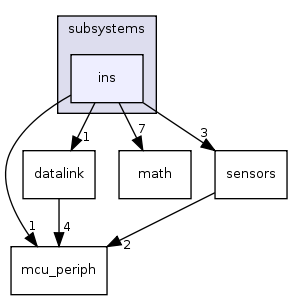 subsystems
ins
1
7
3
datalink
math
sensors
1
4
2
mcu_periph